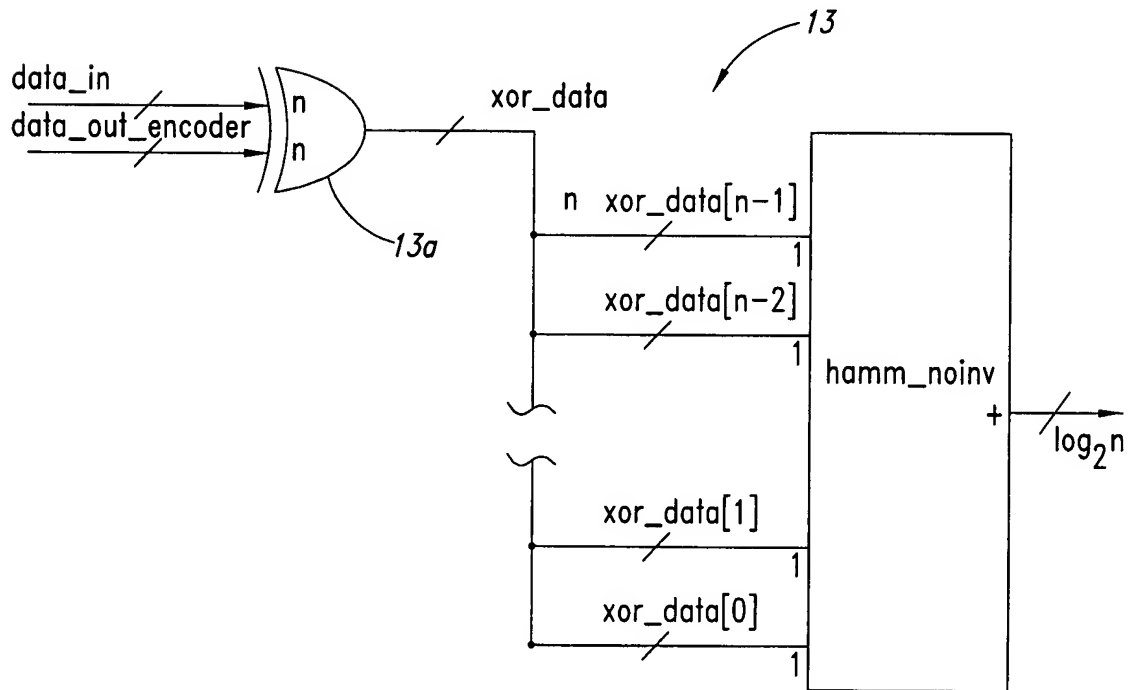 13
data_in
n
xor_data
data_out_encoder
n
13a
n xor_data[n-1]
1
xor_data[n-2]
1
hamm_noinv
+
log2n
xor_data[1]
1
xor_data[0]
1